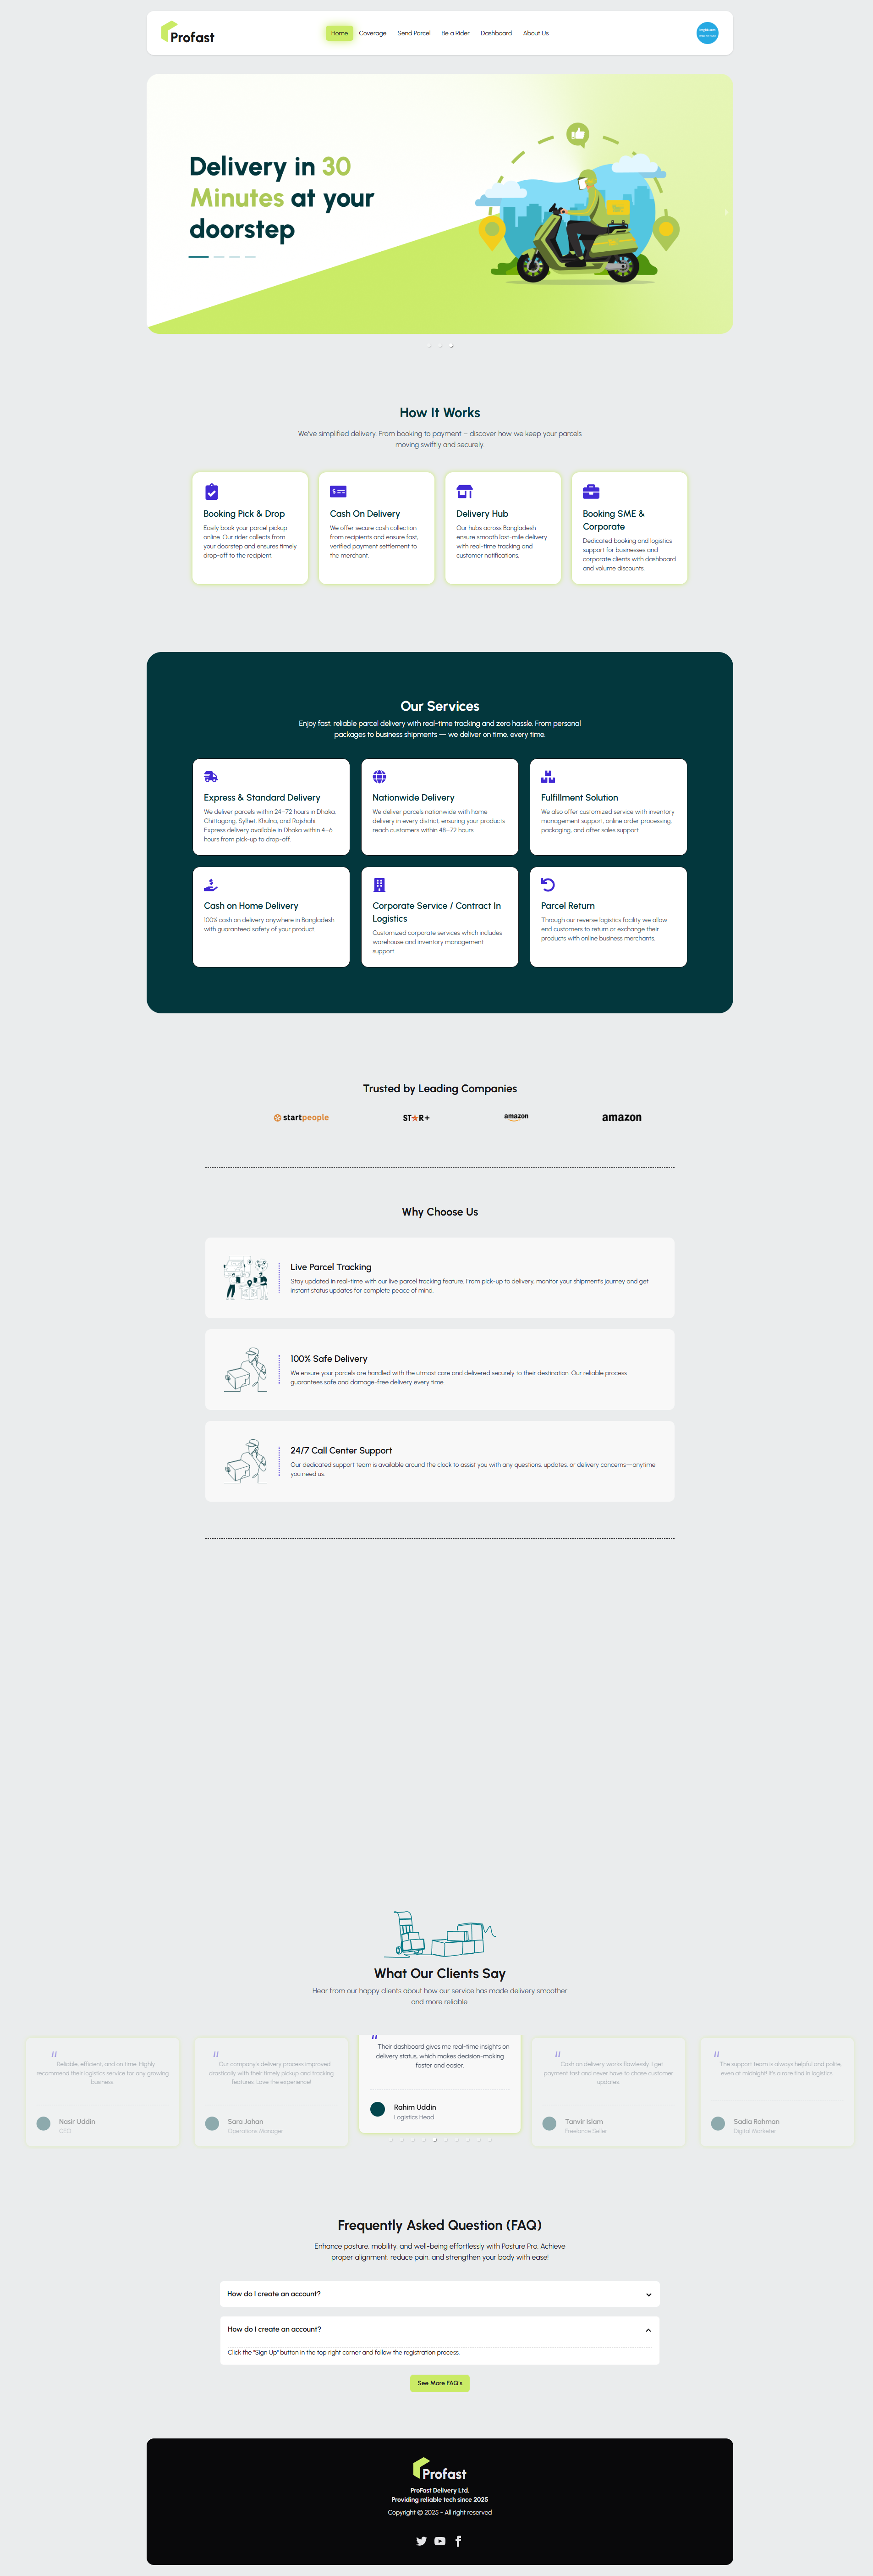 Profast
Home Coverage Send Parcel Be a Rider Dashboard About Us
Delivery in 30
Minutes at your
doorstep
How It Works
We've simplified delivery. From booking to payment – discover how we keep your parcels
moving swiftly and securely.
Booking Pick & Drop
Easily book your parcel pickup
online. Our rider collects from
your doorstep and ensures timely
drop-off to the recipient.
Cash On Delivery
We offer secure cash collection
from recipients and ensure fast,
verified payment settlement to
the merchant.
Delivery Hub
Our hubs across Bangladesh
ensure smooth last-mile delivery
with real-time tracking and
customer notifications.
Booking SME &
Corporate
Dedicated booking and logistics
support for businesses and
corporate clients with dashboard
and volume discounts.
Our Services
Enjoy fast, reliable parcel delivery with real-time tracking and zero hassle. From personal
packages to business shipments — we deliver on time, every time.
Express & Standard Delivery
We deliver parcels within 24–72 hours in Dhaka,
Chittagong, Sylhet, Khulna, and Rajshahi.
Express delivery available in Dhaka within 4–6
hours from pick-up to drop-off.
Nationwide Delivery
We deliver parcels nationwide with home
delivery in every district, ensuring your products
reach customers within 48–72 hours.
Fulfillment Solution
We also offer customized service with inventory
management support, online order processing,
packaging, and after sales support.
Cash on Home Delivery
100% cash on delivery anywhere in Bangladesh
with guaranteed safety of your product.
Corporate Service / Contract In
Logistics
Customized corporate services which includes
warehouse and inventory management
support.
Parcel Return
Through our reverse logistics facility we allow
end customers to return or exchange their
products with online business merchants.
Trusted by Leading Companies
startpeople
ST★R+
amazon
amazon
Why Choose Us
Live Parcel Tracking
Stay updated in real-time with our live parcel tracking feature. From pick-up to delivery, monitor your shipment's journey and get
instant status updates for complete peace of mind.
100% Safe Delivery
We ensure your parcels are handled with the utmost care and delivered securely to their destination. Our reliable process
guarantees safe and damage-free delivery every time.
24/7 Call Center Support
Our dedicated support team is available around the clock to assist you with any questions, updates, or delivery concerns—anytime
you need us.
What Our Clients Say
Hear from our happy clients about how our service has made delivery smoother
and more reliable.
Reliable, efficient, and on time. Highly
recommend their logistics service for any growing
business.
Nasir Uddin
CEO
Our company's delivery process improved
drastically with their timely pickup and tracking
features. Love the experience!
Sara Jahan
Operations Manager
Their dashboard gives me real-time insights on
delivery status, which makes decision-making
faster and easier.
Rahim Uddin
Logistics Head
Cash on delivery works flawlessly. I get
payment fast and never have to chase customer
updates.
Tanvir Islam
Freelance Seller
The support team is always helpful and polite,
even at midnight! It's a rare find in logistics.
Sadia Rahman
Digital Marketer
Frequently Asked Question (FAQ)
Enhance posture, mobility, and well-being effortlessly with Posture Pro. Achieve
proper alignment, reduce pain, and strengthen your body with ease!
How do I create an account?
How do I create an account?
Click the "Sign Up" button in the top right corner and follow the registration process.
See More FAQ's
Profast
ProFast Delivery Ltd.
Providing reliable tech since 2025
Copyright © 2025 - All right reserved